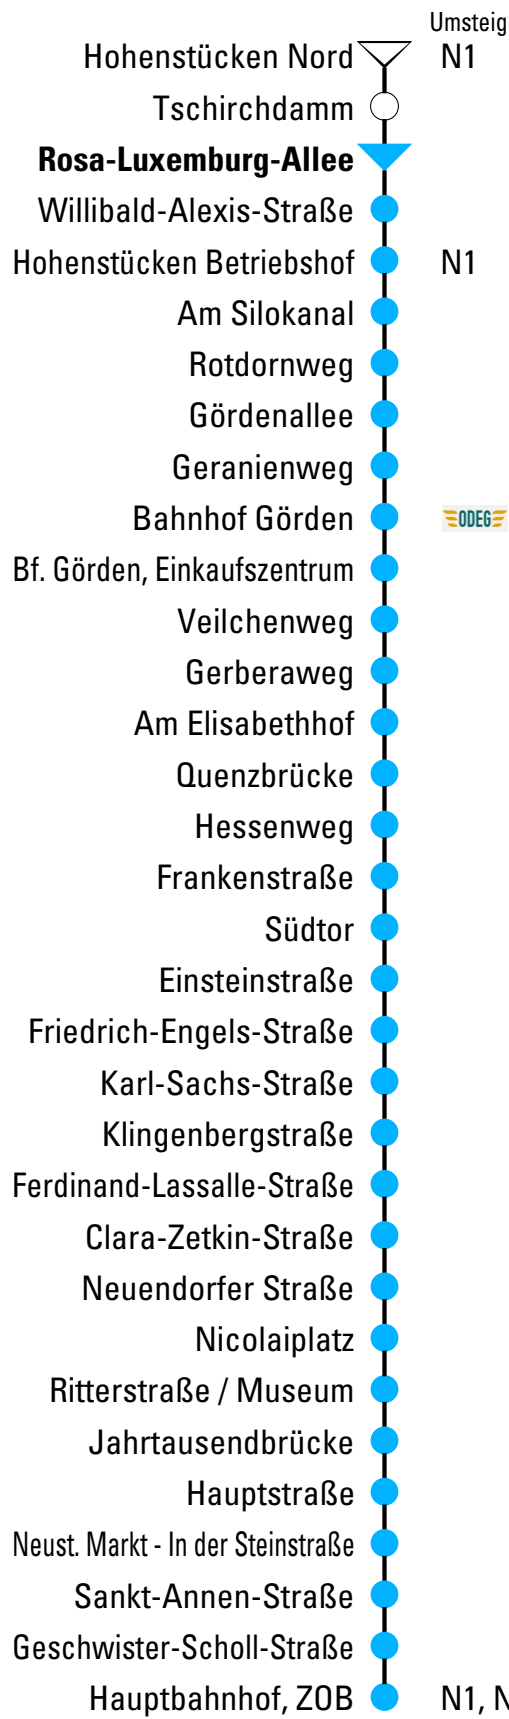 Umsteig
Hohenstücken Nord N1
Tschirchdamm
Rosa-Luxemburg-Allee
Willibald-Alexis-Straße
Hohenstücken Betriebshof N1
Am Silokanal
Rotdornweg
Gördenallee
Geranienweg
Bahnhof Görden ODEG
Bf. Görden, Einkaufszentrum
Veilchenweg
Gerberaweg
Am Elisabethhof
Quenzbrücke
Hessenweg
Frankenstraße
Südtor
Einsteinstraße
Friedrich-Engels-Straße
Karl-Sachs-Straße
Klingenbergstraße
Ferdinand-Lassalle-Straße
Clara-Zetkin-Straße
Neuendorfer Straße
Nicolaiplatz
Ritterstraße / Museum
Jahrtausendbrücke
Hauptstraße
Neust. Markt - In der Steinstraße
Sankt-Annen-Straße
Geschwister-Scholl-Straße
Hauptbahnhof, ZOB N1, N